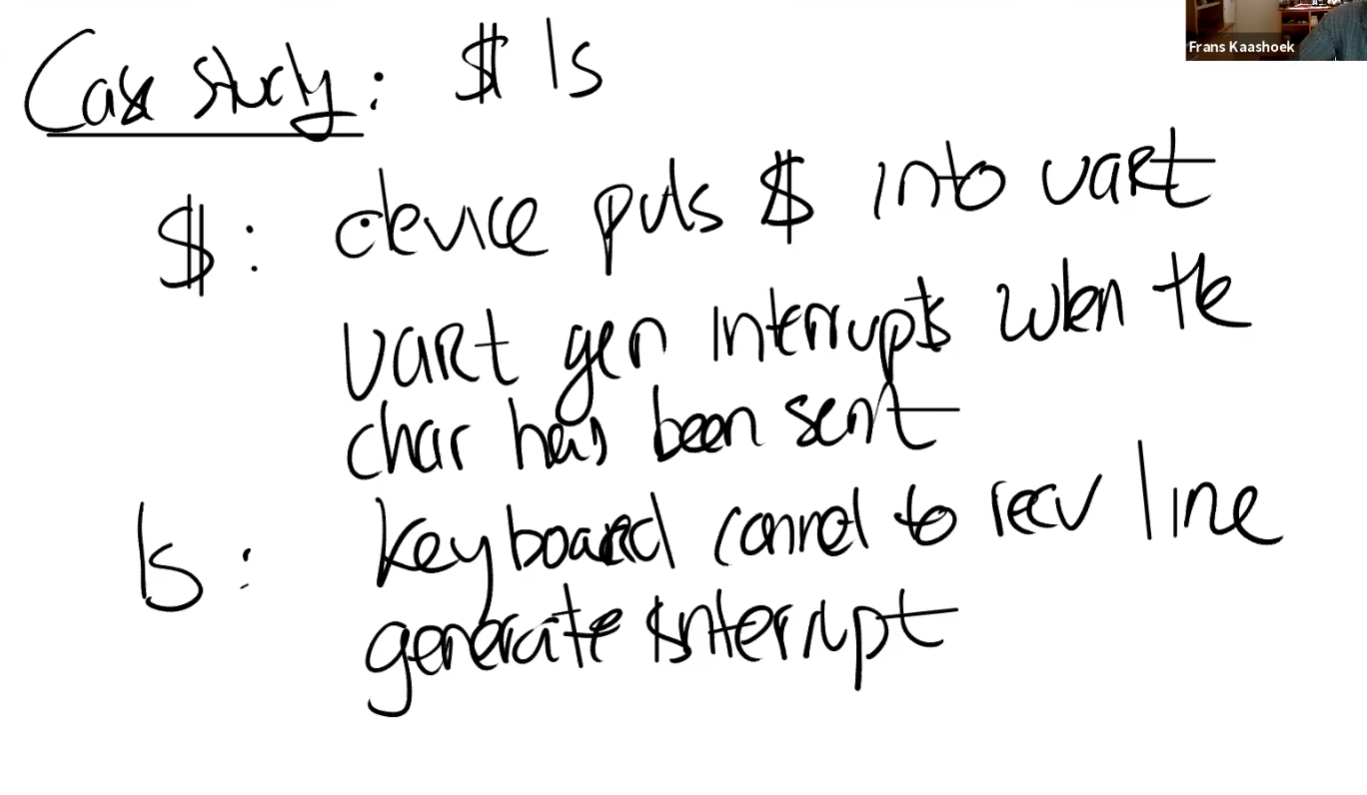 Case study: $ ls
Frans Kaashoek
$: device puts $ into uart
uart gen interrupts when the
char has been sent
ls: keyboard connect to recv line
generate interrupt